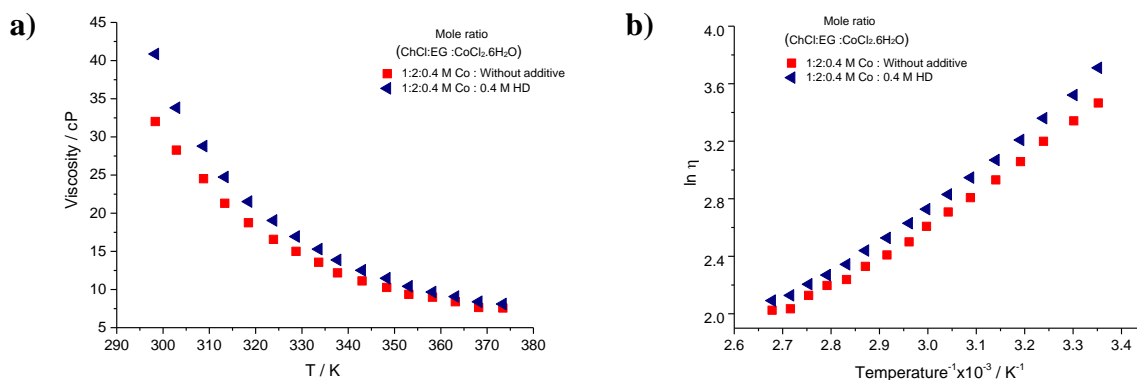 a)
Viscosity / cP
45
40
35
30
25
20
15
10
5
290 300 310 320 330 340 350 360 370 380
T / K
Mole ratio
(ChCl:EG :CoCl2.6H2O)
1:2:0.4 M Co : Without additive
1:2:0.4 M Co : 0.4 M HD
b)
ln η
4.0
3.6
3.2
2.8
2.4
2.0
2.6 2.7 2.8 2.9 3.0 3.1 3.2 3.3 3.4
Temperature-1x10-3 / K-1
Mole ratio
(ChCl:EG :CoCl2.6H2O)
1:2:0.4 M Co : Without additive
1:2:0.4 M Co : 0.4 M HD